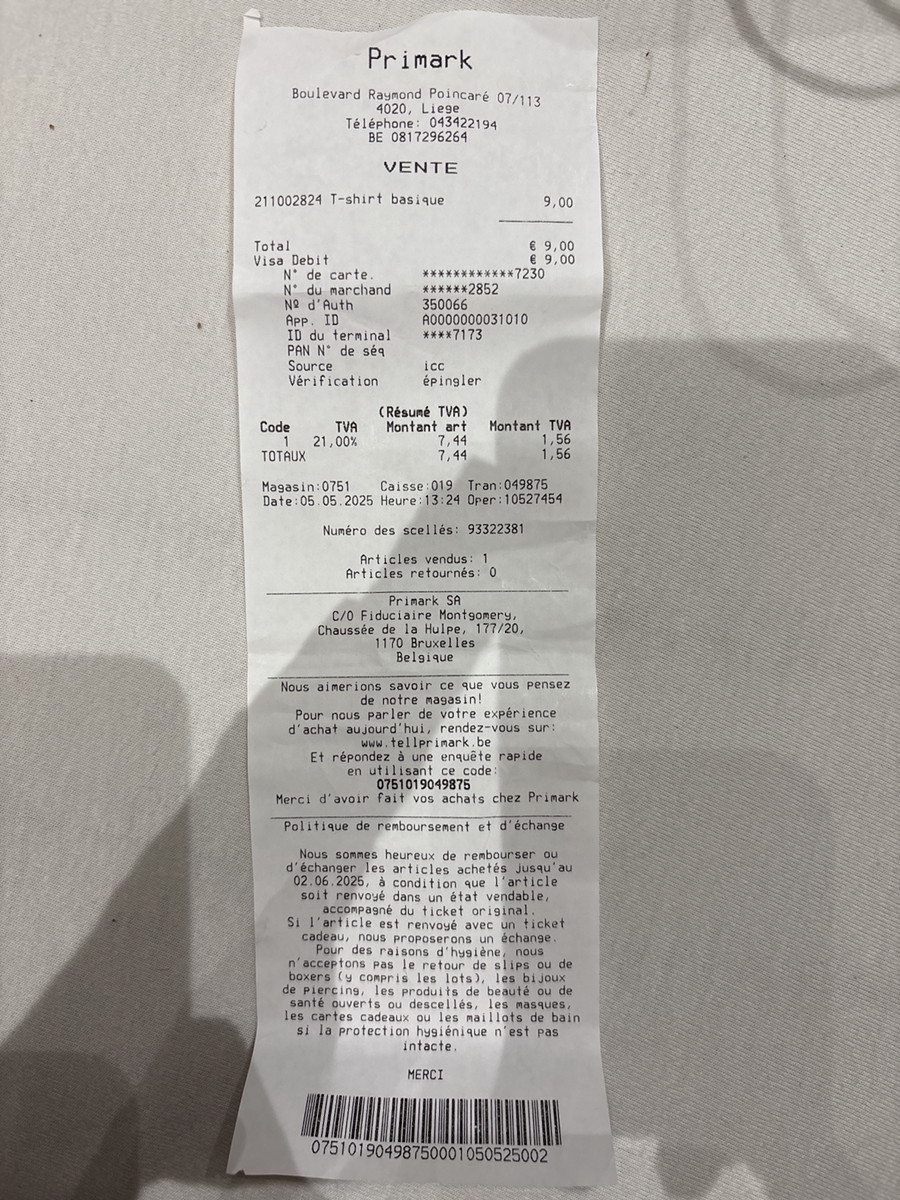 Primark
Boulevard Raymond Poincaré 07/113
4020, Liege
Téléphone: 043422194
BE 0817296264
VENTE
211002824 T-shirt basique 9,00
Total € 9,00
Visa Debit € 9,00
N° de carte. ************7230
N° du marchand ******2852
Nº d'Auth 350066
App. ID A0000000031010
ID du terminal ****7173
PAN N° de séq
Source icc
Vérification épingler
(Résumé TVA)
Code TVA Montant art Montant TVA
1 21,00% 7,44 1,56
TOTAUX 7,44 1,56
Magasin:0751 Caisse:019 Tran:049875
Date:05.05.2025 Heure:13:24 Oper:10527454
Numéro des scellés: 93322381
Articles vendus: 1
Articles retournés: 0
Primark SA
C/O Fiduciaire Montgomery,
Chaussée de la Hulpe, 177/20,
1170 Bruxelles
Belgique
Nous aimerions savoir ce que vous pensez
de notre magasin!
Pour nous parler de votre expérience
d'achat aujourd'hui, rendez-vous sur:
www.tellprimark.be
Et répondez à une enquête rapide
en utilisant ce code:
0751019049875
Merci d'avoir fait vos achats chez Primark
Politique de remboursement et d'échange
Nous sommes heureux de rembourser ou
d'échanger les articles achetés jusqu'au
02.06.2025, à condition que l'article
soit renvoyé dans un état vendable,
accompagné du ticket original.
Si l'article est renvoyé avec un ticket
cadeau, nous proposerons un échange.
Pour des raisons d'hygiène, nous
n'acceptons pas le retour de slips ou de
boxers (y compris les lots), les bijoux
de piercing, les produits de beauté ou de
santé ouverts ou descellés, les masques,
les cartes cadeaux ou les maillots de bain
si la protection hygiénique n'est pas
intacte.
MERCI
07510190498750001050525002